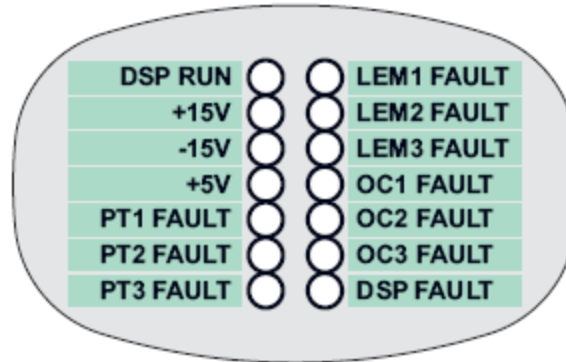 DSP RUN
+15V
-15V
+5V
PT1 FAULT
PT2 FAULT
PT3 FAULT
LEM1 FAULT
LEM2 FAULT
LEM3 FAULT
OC1 FAULT
OC2 FAULT
OC3 FAULT
DSP FAULT